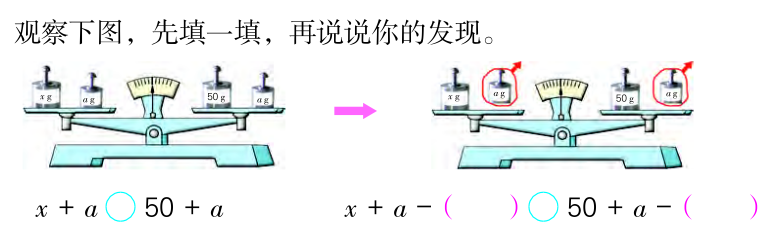 观察下图，先填一填，再说说你的发现。
x g a g 50 g a g x g a g 50 g a g
x + a ○ 50 + a x + a − ( ) ○ 50 + a − ( )